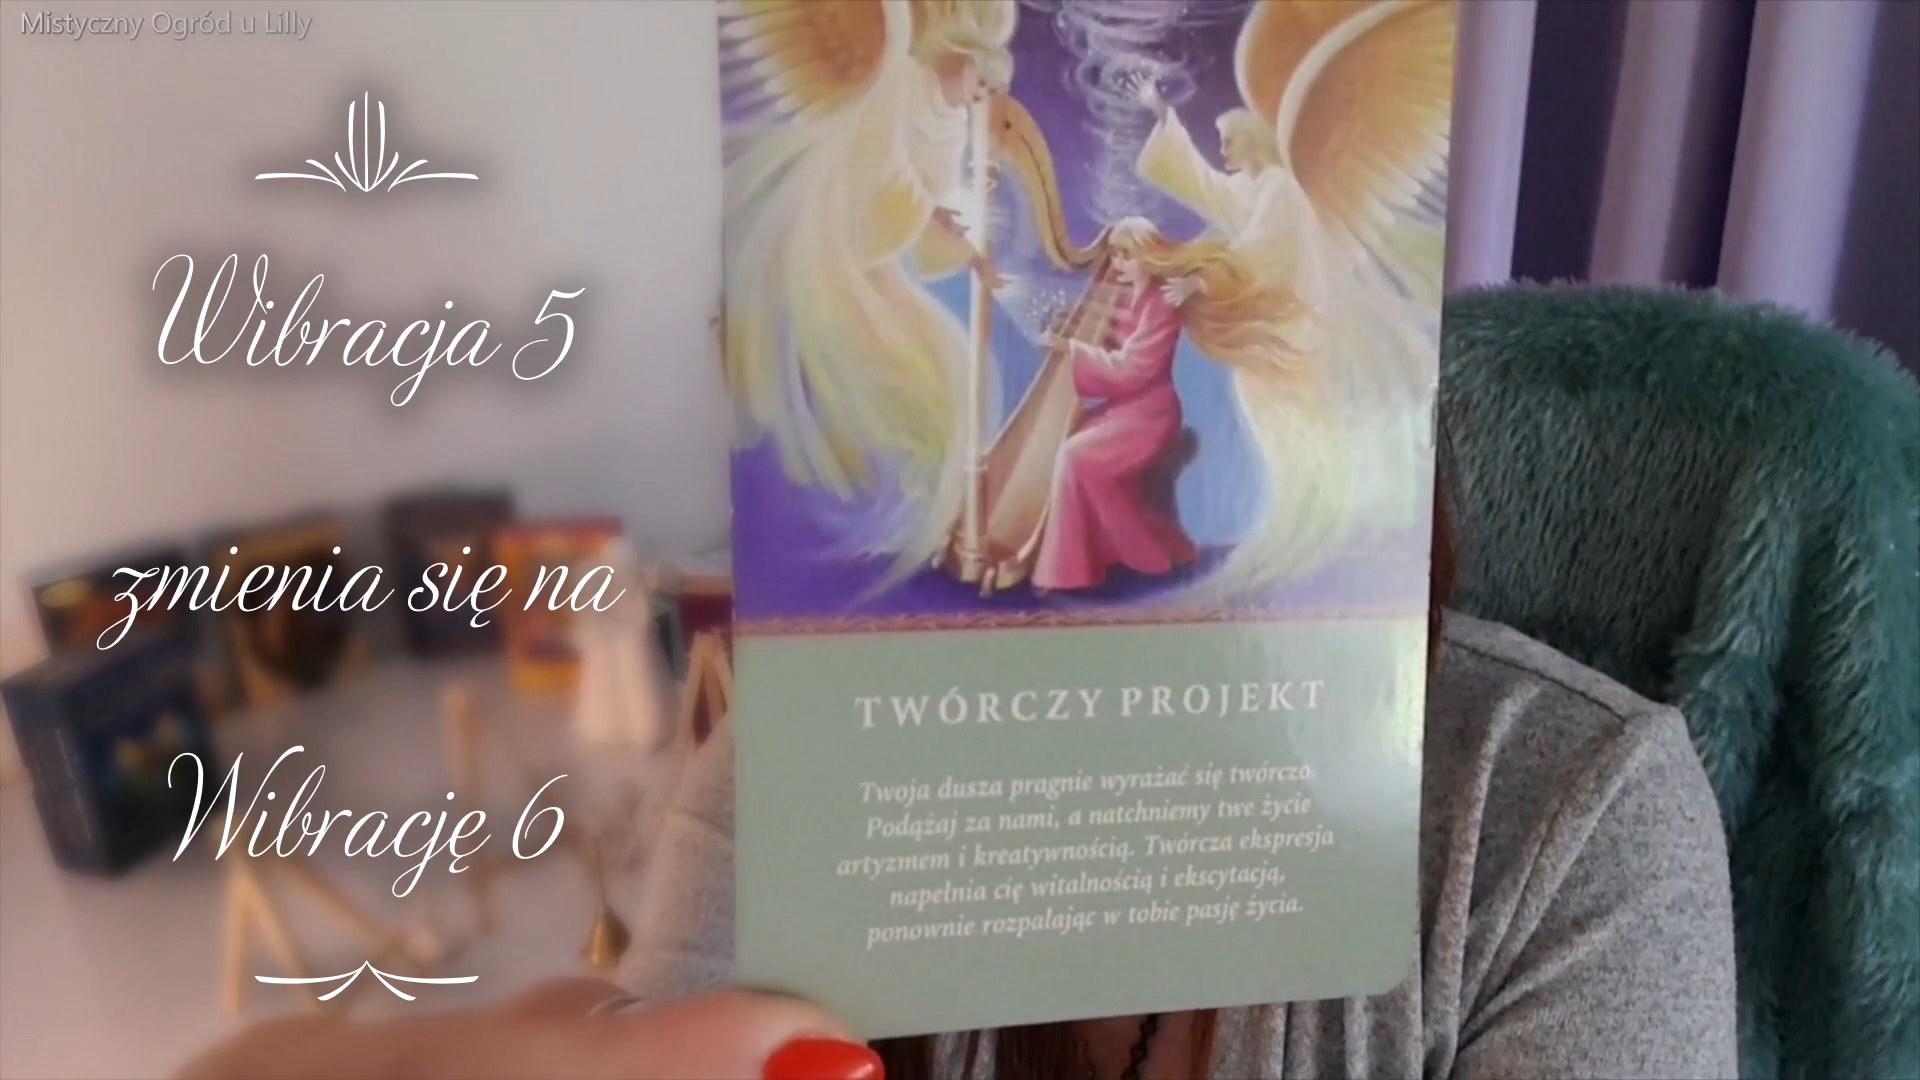 Mistyczny Ogród u Lilly
Wibracja 5
zmienia się na
Wibrację 6
TWÓRCZY PROJEKT
Twoja dusza pragnie wyrażać się twórczo.
Podążaj za nami, a natchniemy twe życie
artyzmem i kreatywnością. Twórcza ekspresja
napełnia cię witalnością i ekscytacją,
ponownie rozpalając w tobie pasję życia.